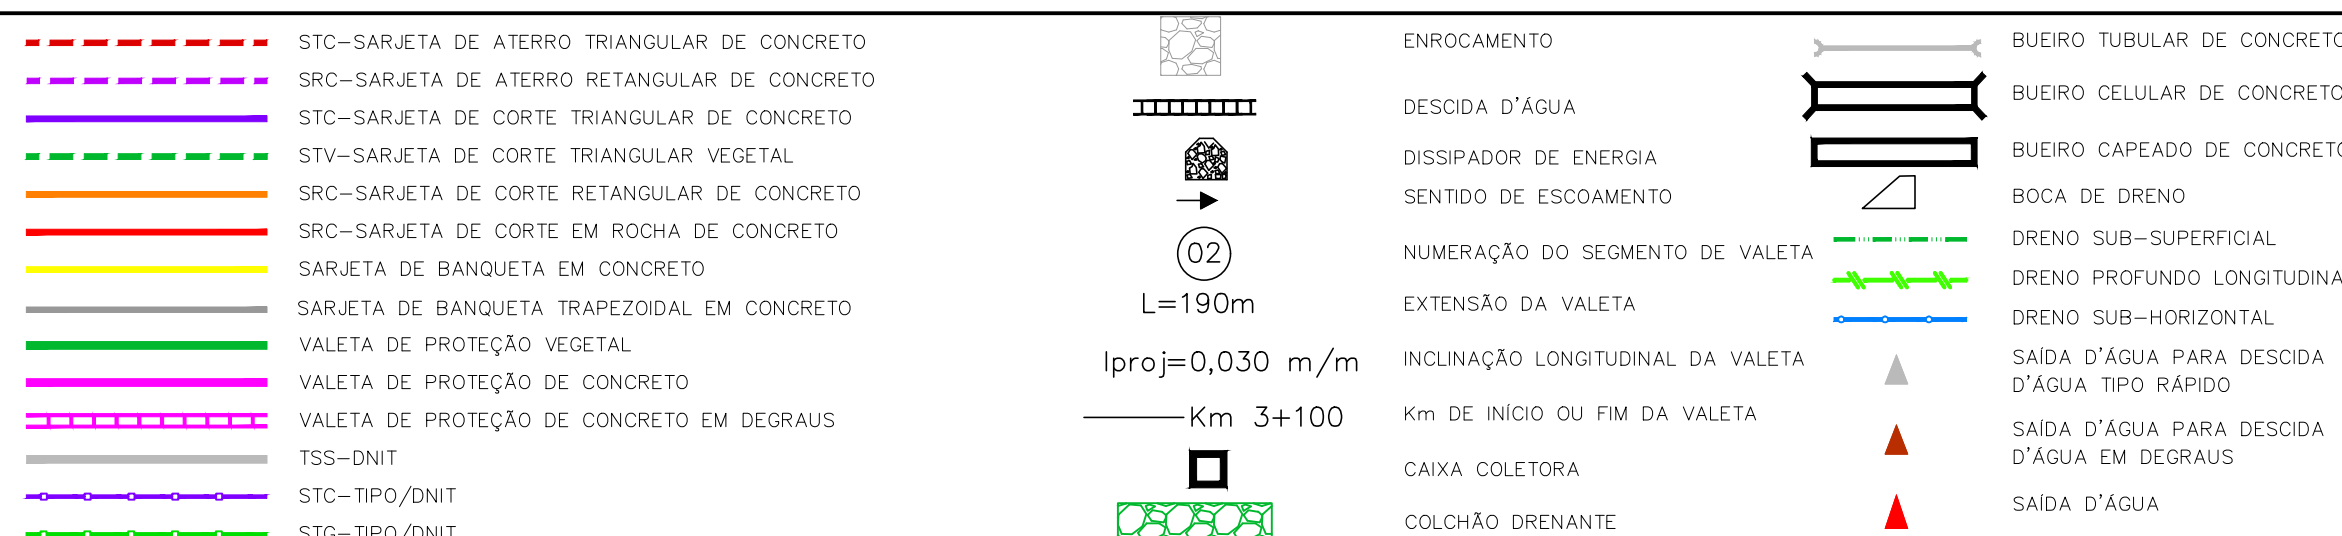 STC-SARJETA DE ATERRO TRIANGULAR DE CONCRETO
SRC-SARJETA DE ATERRO RETANGULAR DE CONCRETO
STC-SARJETA DE CORTE TRIANGULAR DE CONCRETO
STV-SARJETA DE CORTE TRIANGULAR VEGETAL
SRC-SARJETA DE CORTE RETANGULAR DE CONCRETO
SRC-SARJETA DE CORTE EM ROCHA DE CONCRETO
SARJETA DE BANQUETA EM CONCRETO
SARJETA DE BANQUETA TRAPEZOIDAL EM CONCRETO
VALETA DE PROTEÇÃO VEGETAL
VALETA DE PROTEÇÃO DE CONCRETO
VALETA DE PROTEÇÃO DE CONCRETO EM DEGRAUS
TSS-DNIT
STC-TIPO/DNIT
STG-TIPO/DNIT
ENROCAMENTO
DESCIDA D'ÁGUA
DISSIPADOR DE ENERGIA
SENTIDO DE ESCOAMENTO
02
NUMERAÇÃO DO SEGMENTO DE VALETA
L=190m
EXTENSÃO DA VALETA
Iproj=0,030 m/m
INCLINAÇÃO LONGITUDINAL DA VALETA
Km 3+100
Km DE INÍCIO OU FIM DA VALETA
CAIXA COLETORA
COLCHÃO DRENANTE
BUEIRO TUBULAR DE CONCRETO
BUEIRO CELULAR DE CONCRETO
BUEIRO CAPEADO DE CONCRETO
BOCA DE DRENO
DRENO SUB-SUPERFICIAL
DRENO PROFUNDO LONGITUDINA
DRENO SUB-HORIZONTAL
SAÍDA D'ÁGUA PARA DESCIDA
D'ÁGUA TIPO RÁPIDO
SAÍDA D'ÁGUA PARA DESCIDA
D'ÁGUA EM DEGRAUS
SAÍDA D'ÁGUA